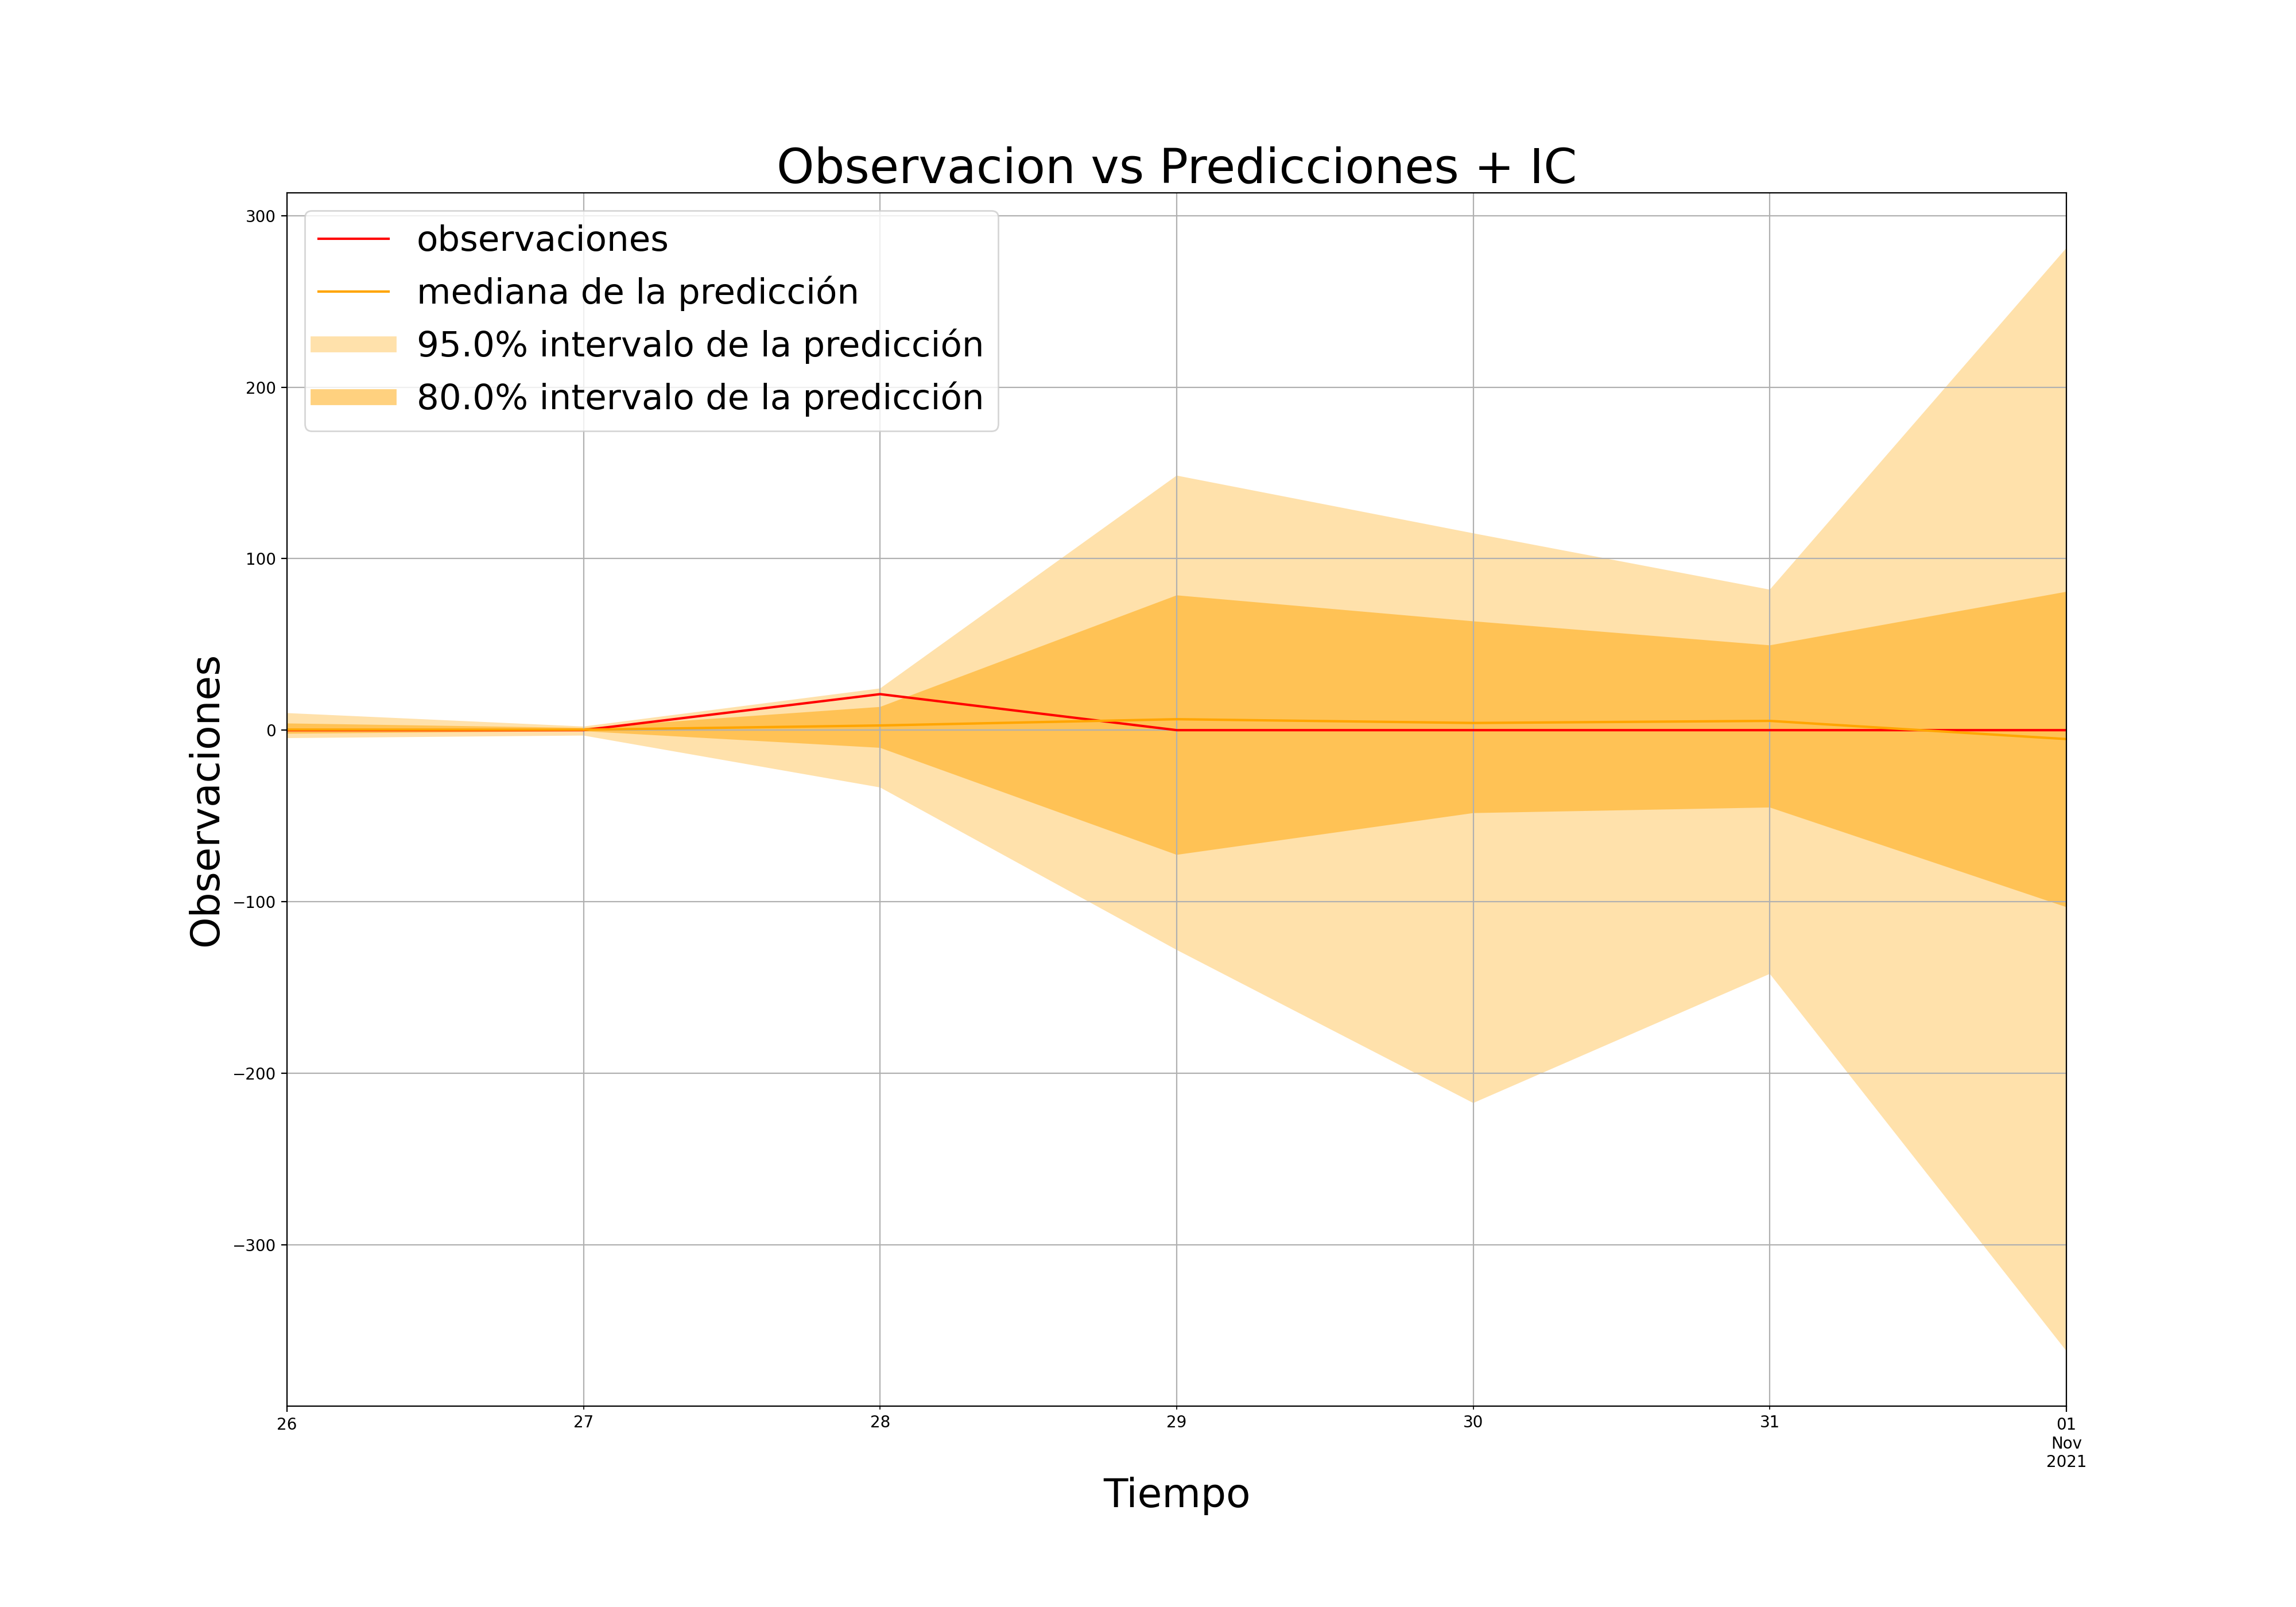 Observacion vs Predicciones + IC
observaciones
mediana de la predicción
95.0% intervalo de la predicción
80.0% intervalo de la predicción
300
200
100
0
−100
−200
−300
Observaciones
26
27
28
29
30
31
01
Nov
2021
Tiempo